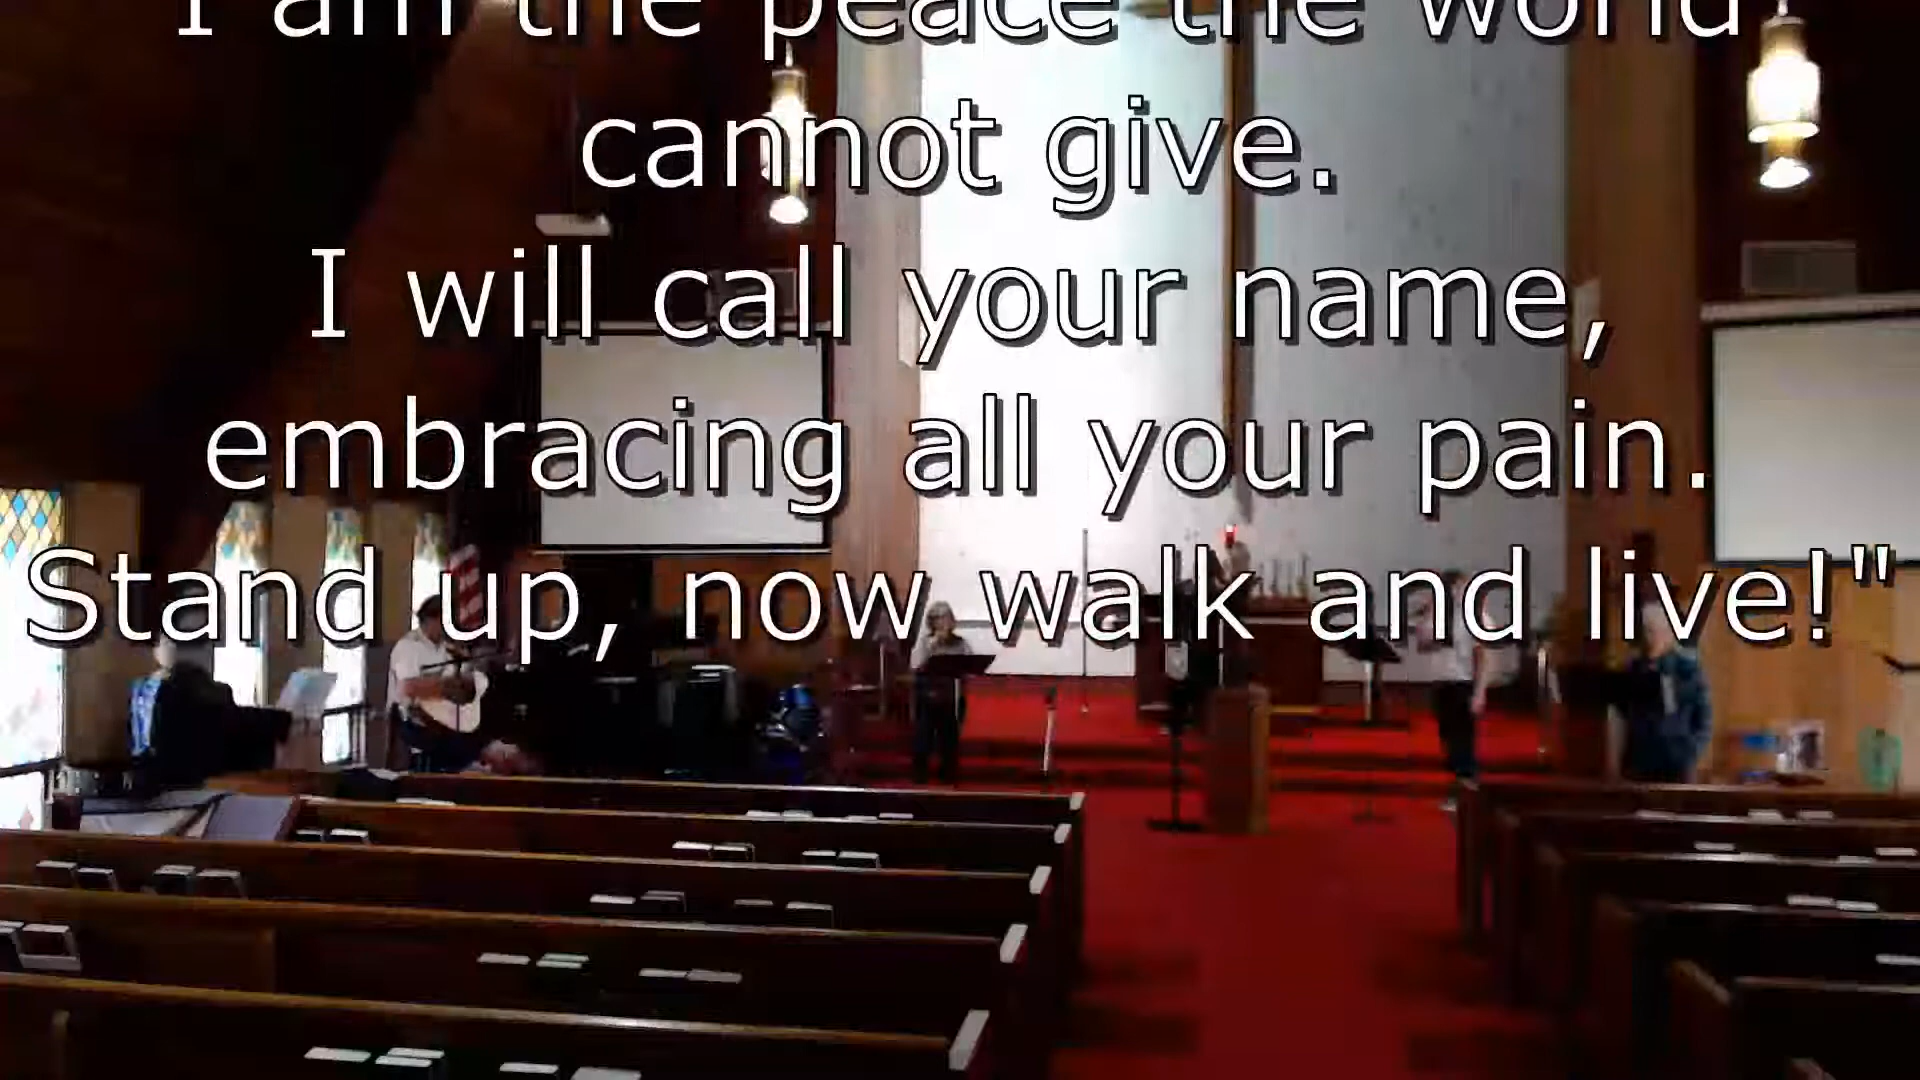 I am the peace the world
cannot give.
I will call your name,
embracing all your pain.
Stand up, now walk and live!"